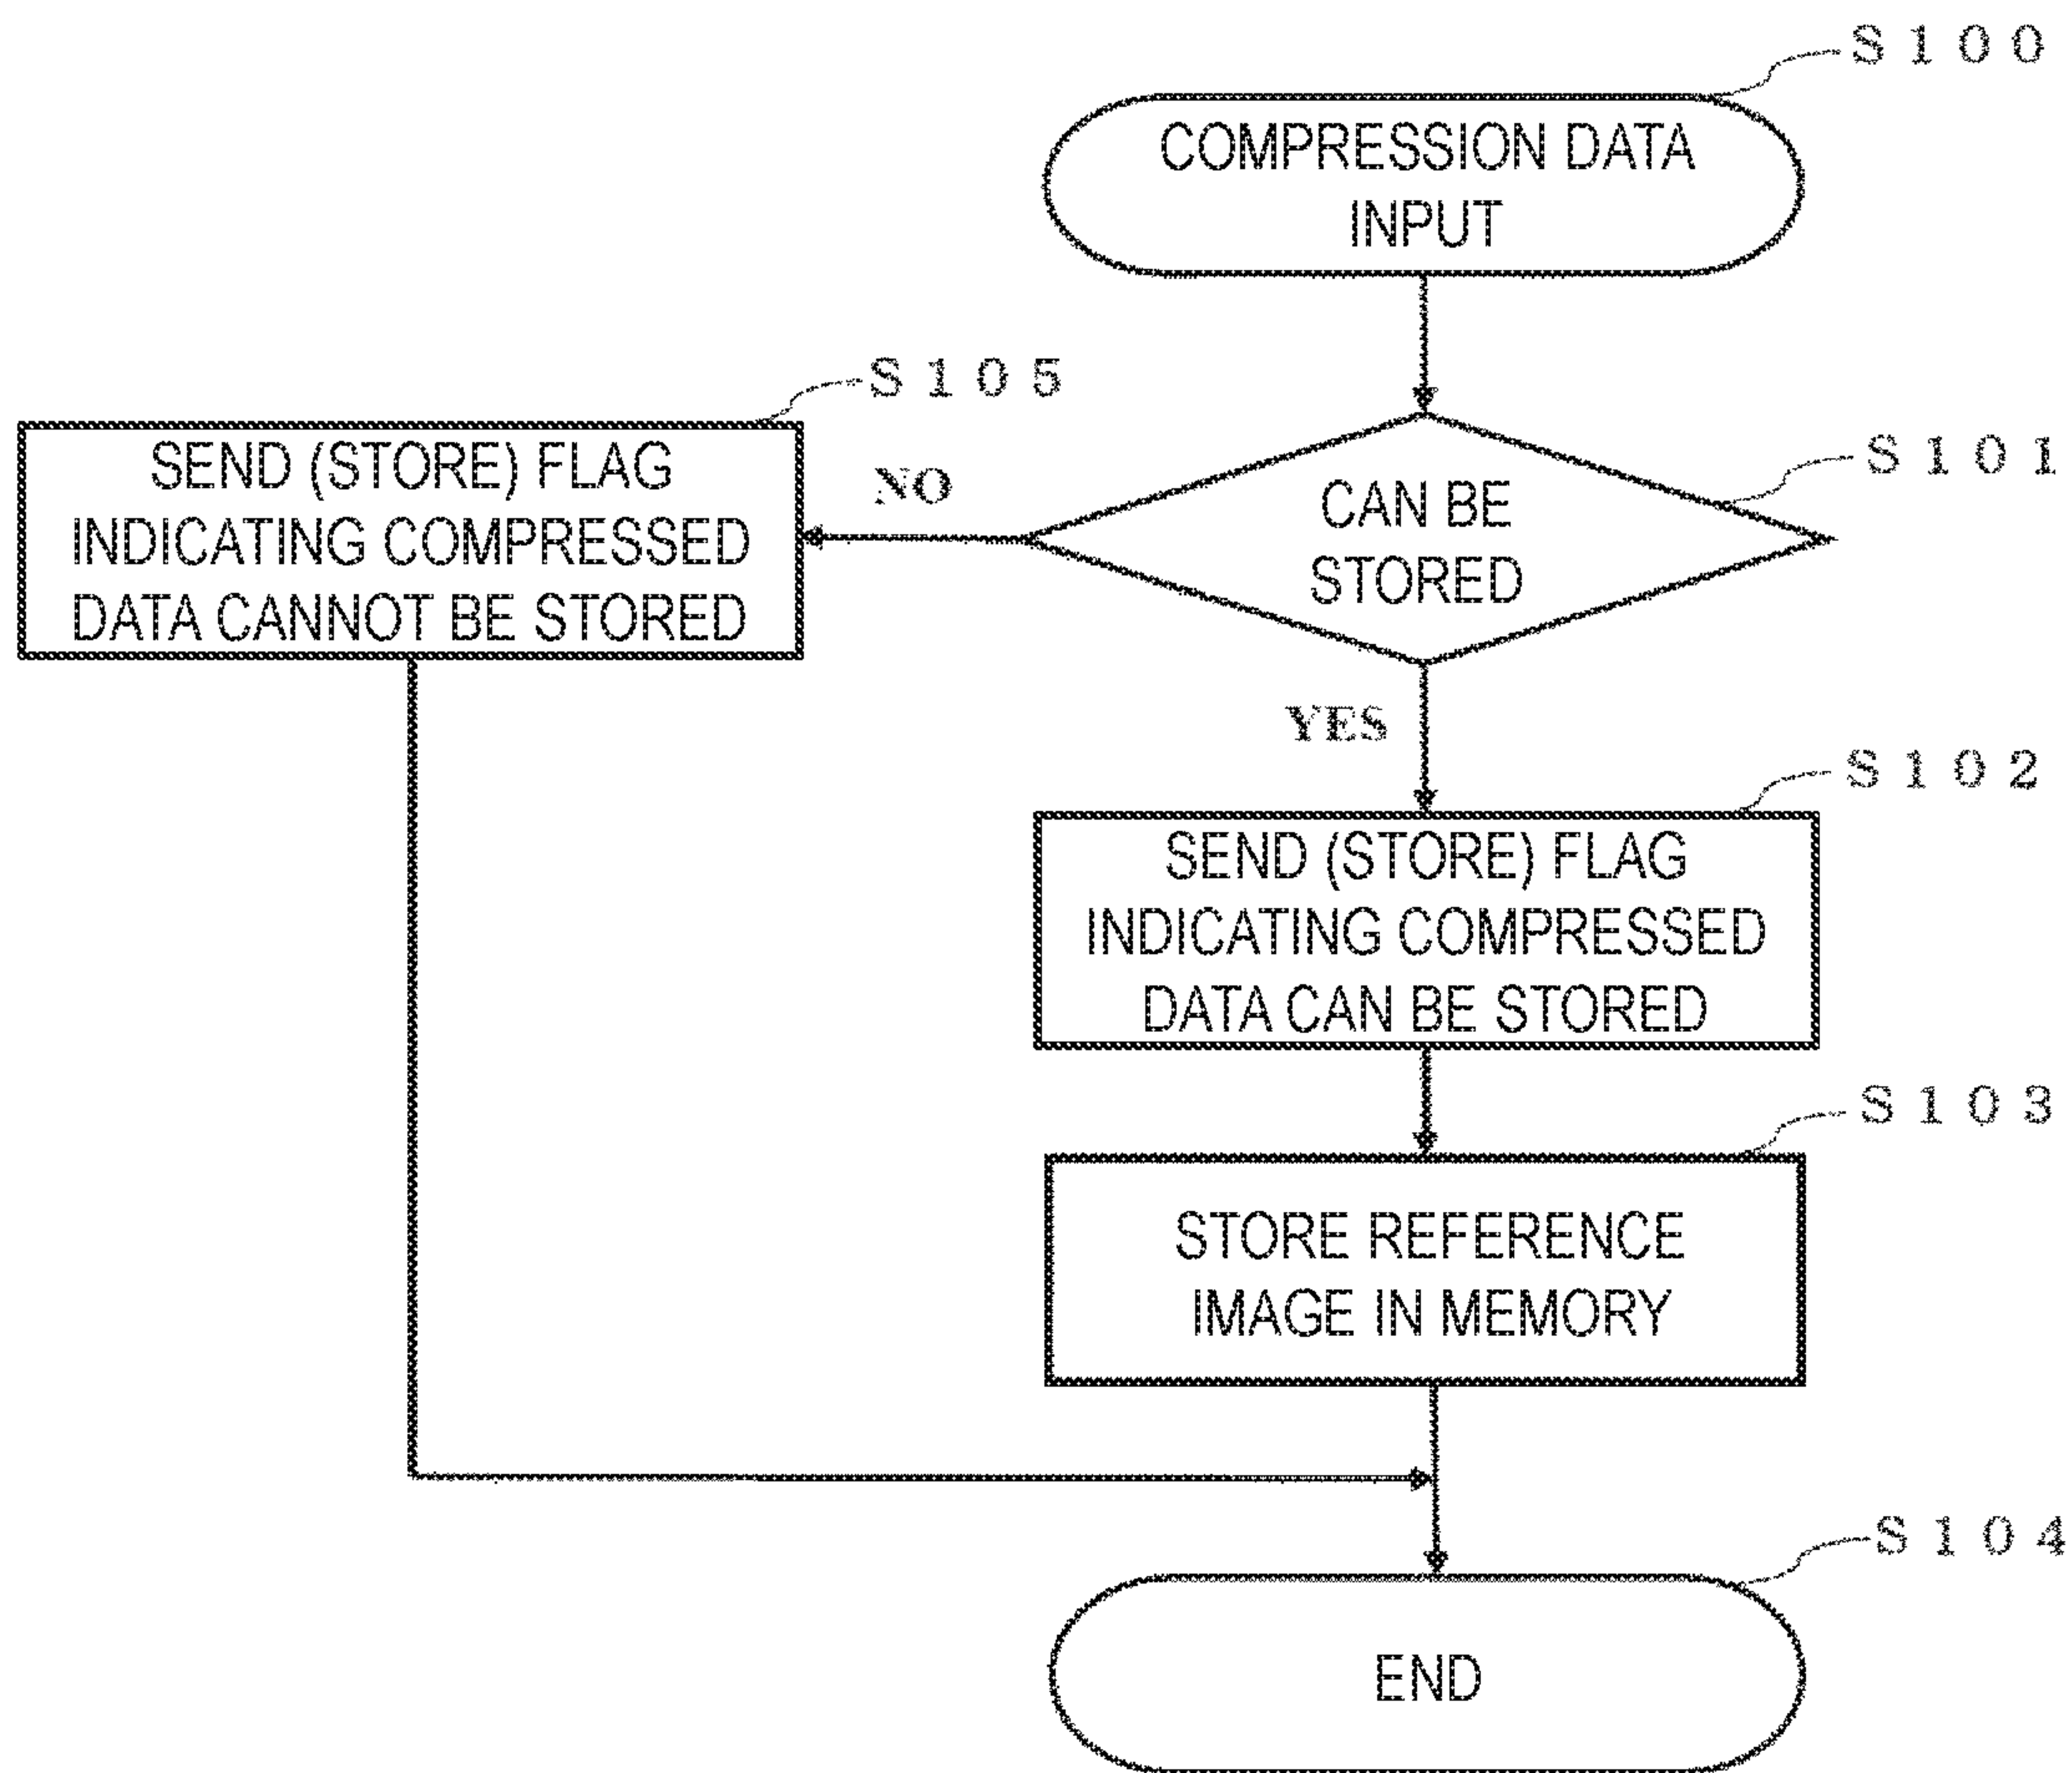 S100
COMPRESSION DATA
INPUT
S105
SEND (STORE) FLAG
INDICATING COMPRESSED
DATA CANNOT BE STORED
NO
S101
CAN BE
STORED
YES
S102
SEND (STORE) FLAG
INDICATING COMPRESSED
DATA CAN BE STORED
S103
STORE REFERENCE
IMAGE IN MEMORY
S104
END